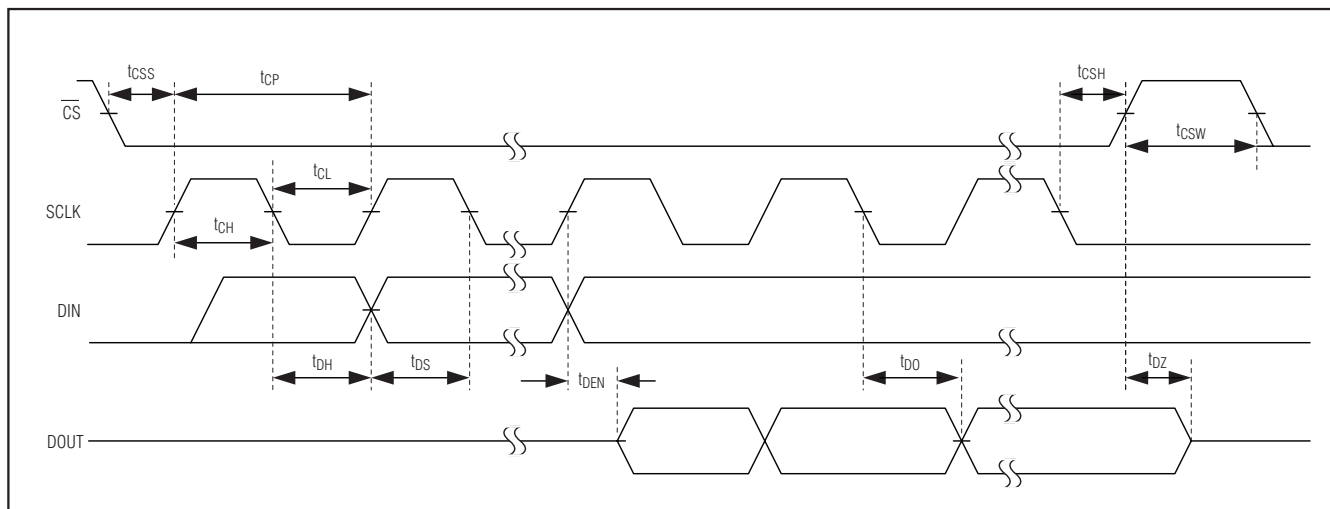 tCSS
tCP
tCSH
CS
tCSW
tCL
SCLK
tCH
DIN
tDH
tDS
tDEN
tDO
tDZ
DOUT